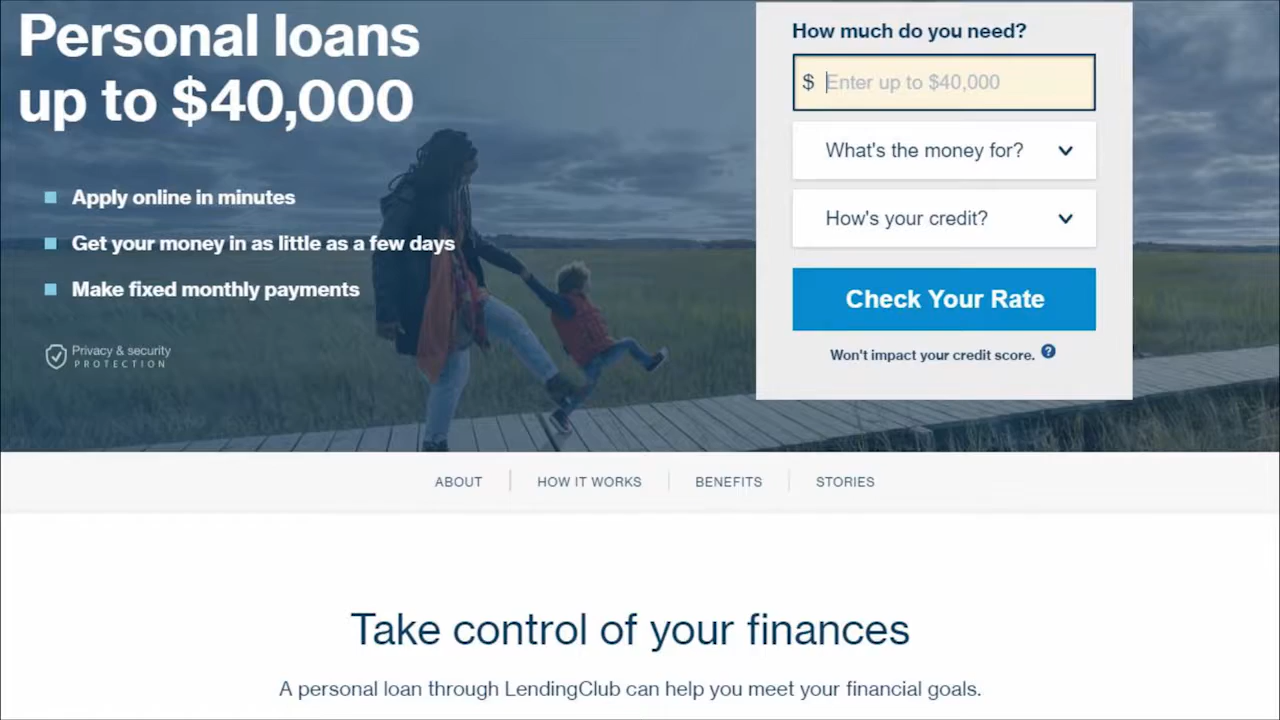 Personal loans
up to $40,000
Apply online in minutes
Get your money in as little as a few days
Make fixed monthly payments
Privacy & security
PROTECTION
How much do you need?
$ Enter up to $40,000
What's the money for?
How's your credit?
Check Your Rate
Won't impact your credit score. ?
ABOUT
HOW IT WORKS
BENEFITS
STORIES
Take control of your finances
A personal loan through LendingClub can help you meet your financial goals.